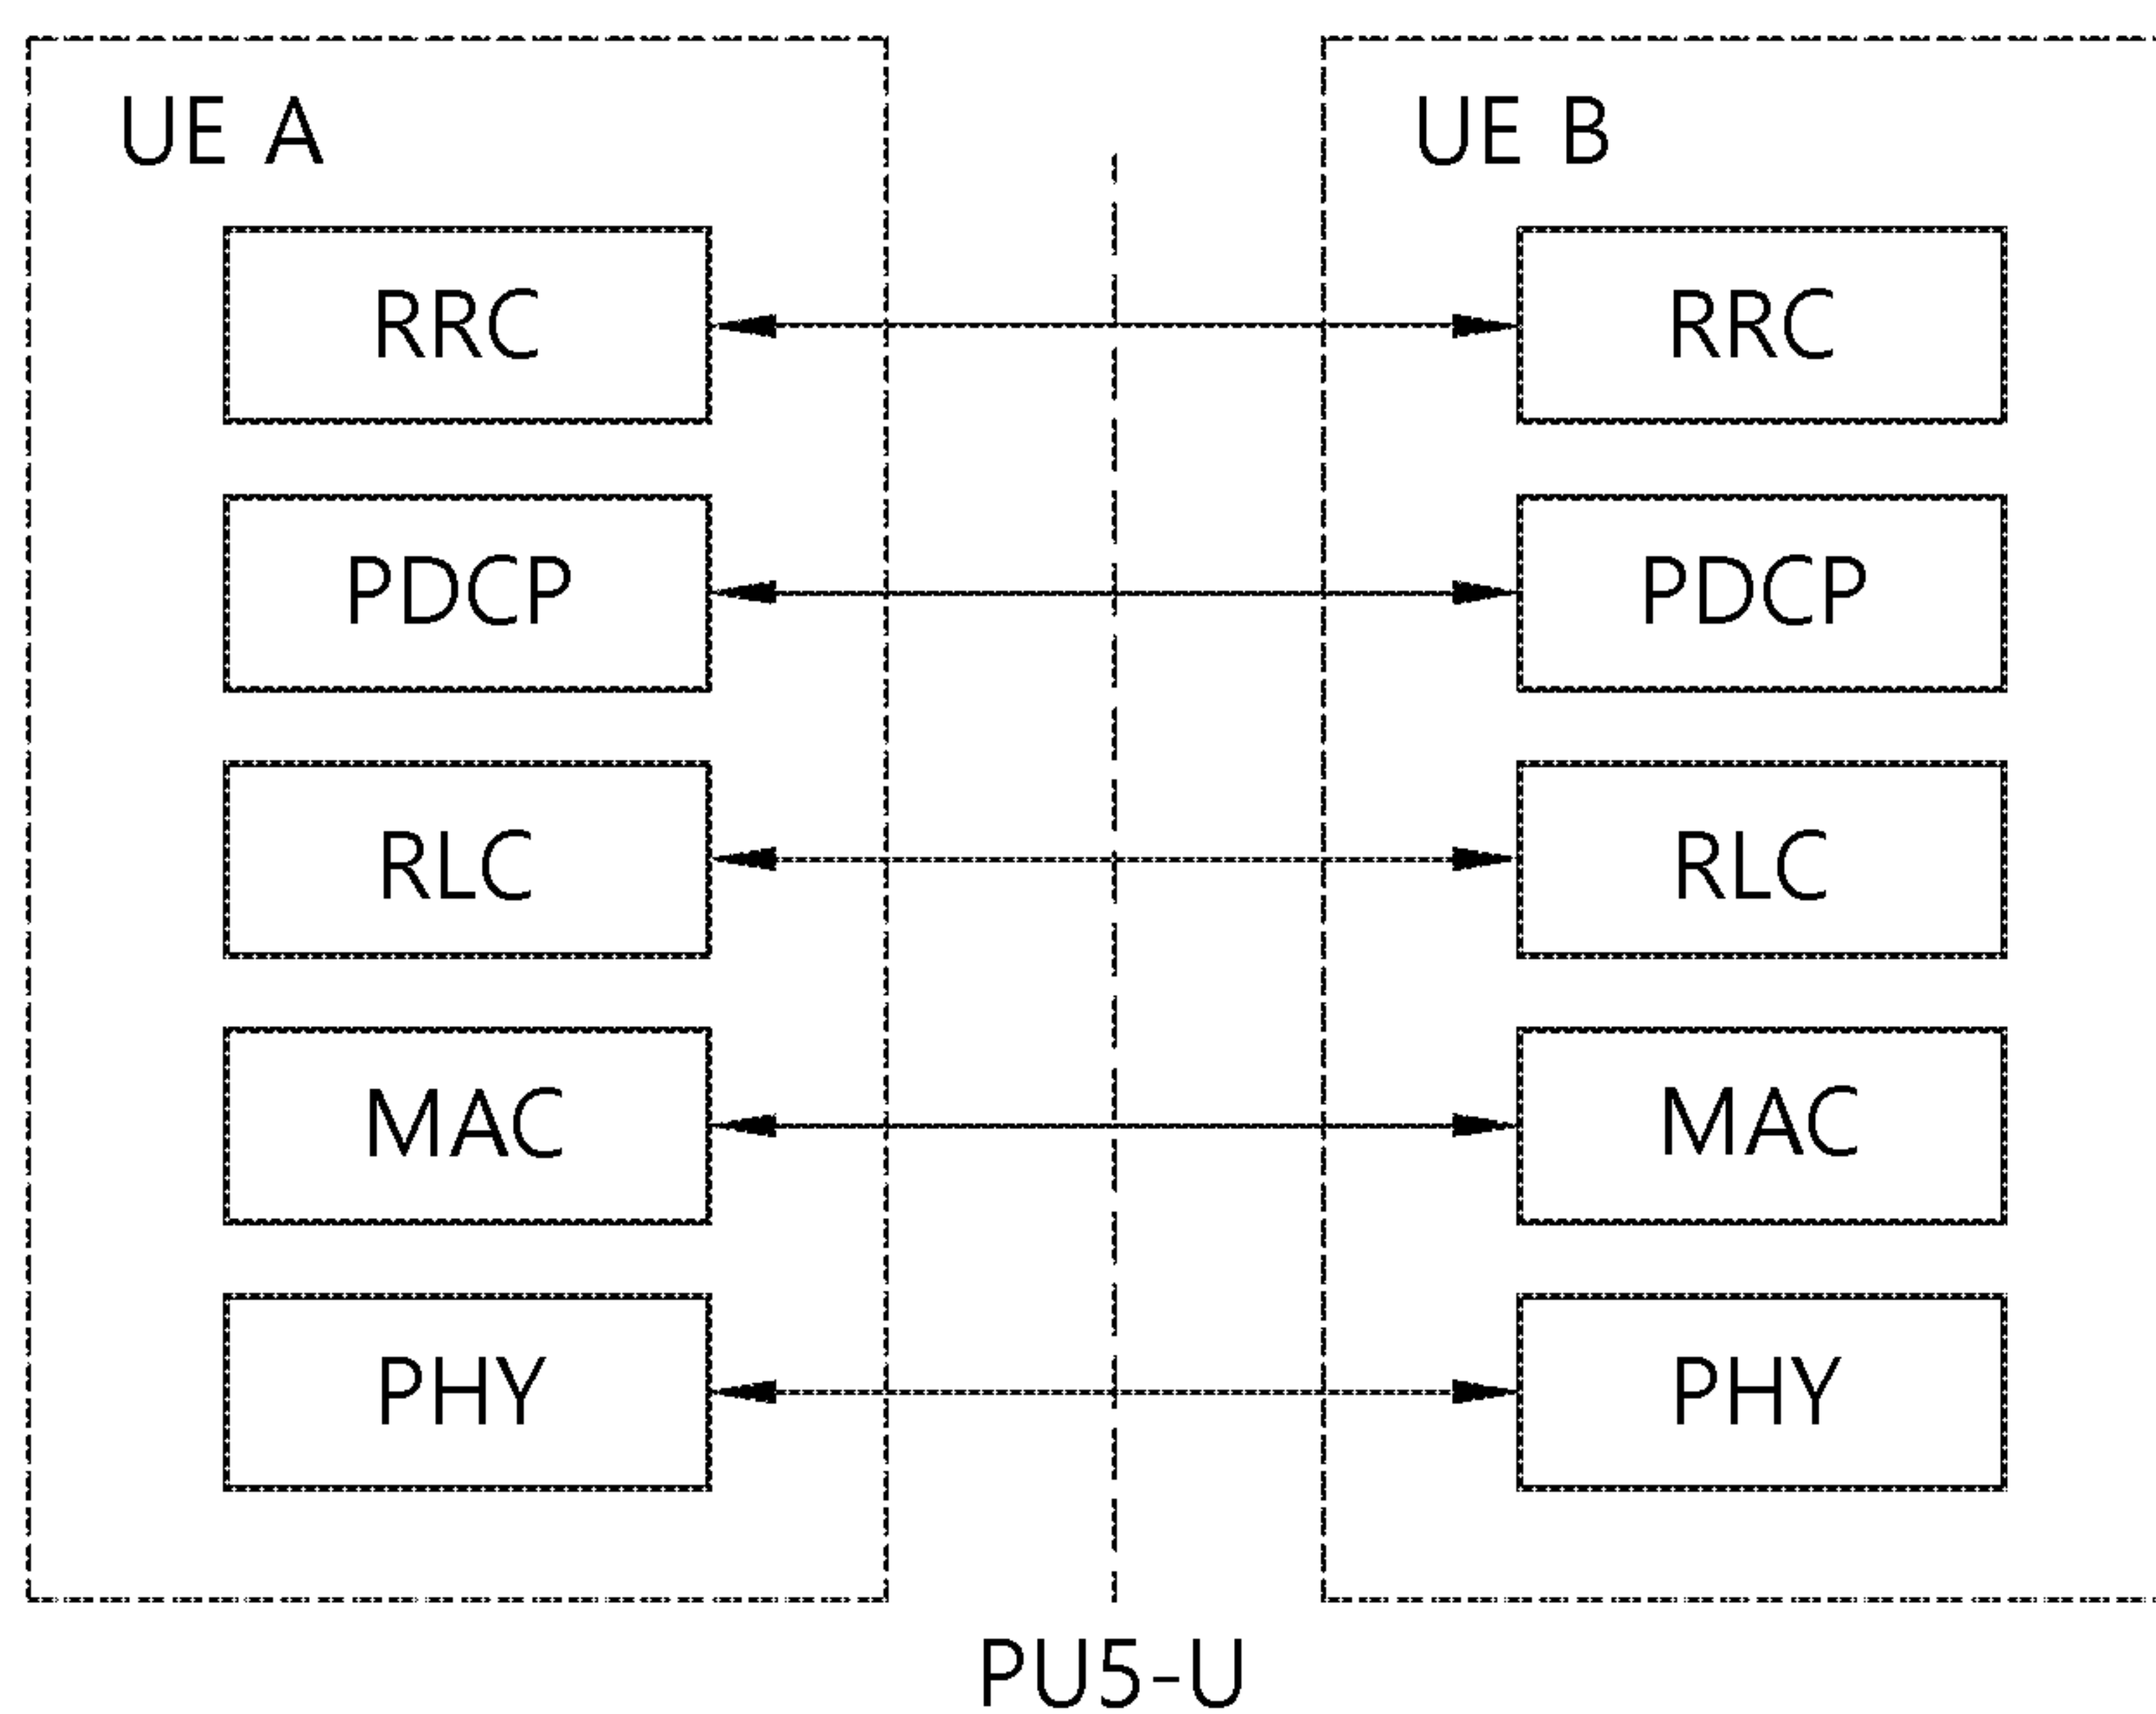 UE A
UE B
RRC
RRC
PDCP
PDCP
RLC
RLC
MAC
MAC
PHY
PHY
PU5-U